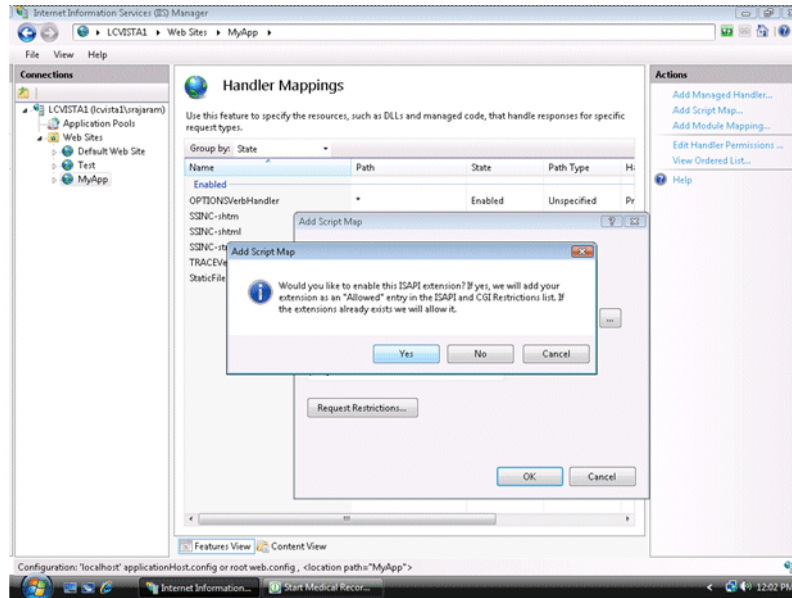 Internet Information Services (IIS) Manager
LCVISTA1 Web Sites MyApp
File View Help
Connections
LCVISTA1 (lcvista1\srajaram)
Application Pools
Web Sites
Default Web Site
Test
MyApp
Handler Mappings
Use this feature to specify the resources, such as DLLs and managed code, that handle responses for specific
request types.
Group by: State
Name Path State Path Type
Enabled
OPTIONSVerbHandler * Enabled Unspecified Pr
SSINC-shtm
SSINC-shtml
SSINC-st
TRACEVe
StaticFile
Add Script Map
Add Script Map
Would you like to enable this ISAPI extension? If yes, we will add your
extension as an "Allowed" entry in the ISAPI and CGI Restrictions list. If
the extensions already exists we will allow it.
Yes No Cancel
...
Request Restrictions...
OK Cancel
Features View Content View
Actions
Add Managed Handler...
Add Script Map...
Add Module Mapping...
Edit Handler Permissions ...
View Ordered List...
Help
Configuration: 'localhost' applicationHost.config or root web.config , <location path="MyApp">
Internet Information... Start Medical Recor... 12:02 PM